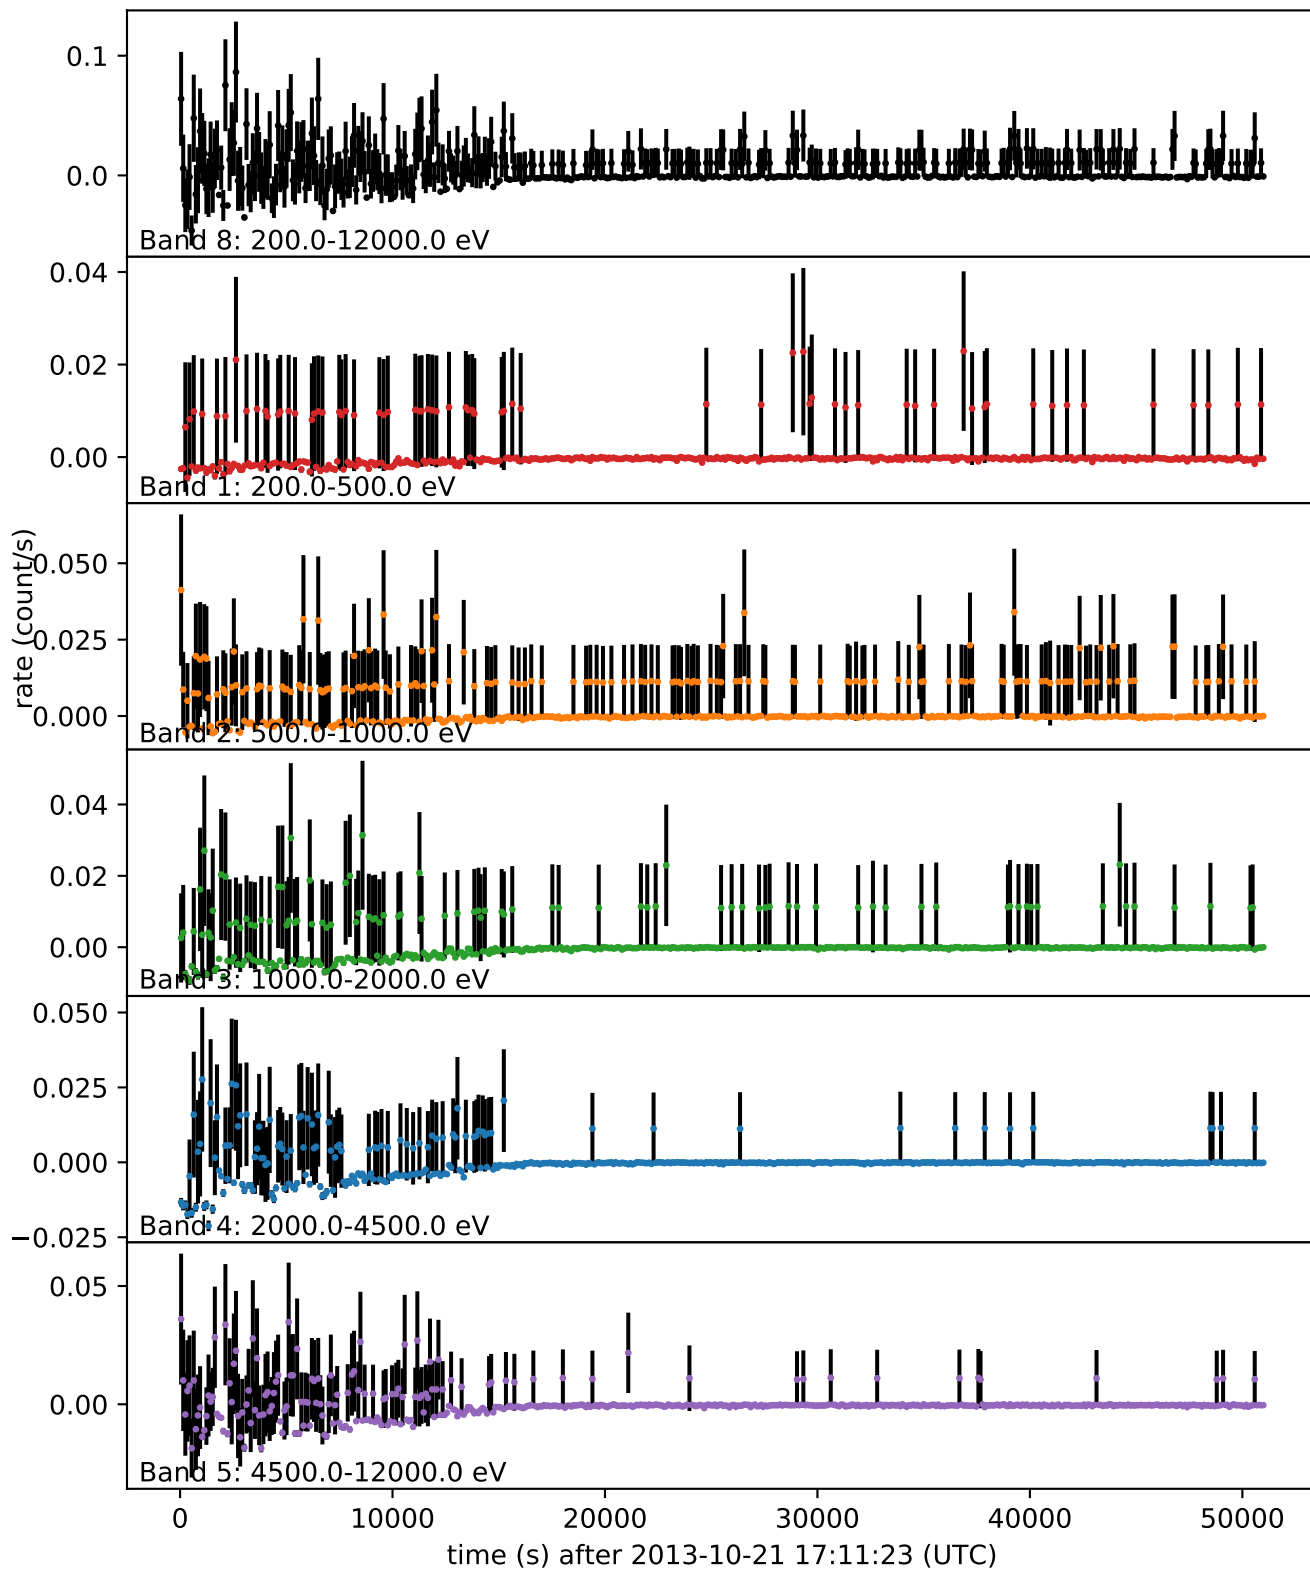 0.1
0.0
Band 8: 200.0-12000.0 eV
0.04
0.02
0.00
Band 1: 200.0-500.0 eV
rate (count/s)
0.050
0.025
0.000
Band 2: 500.0-1000.0 eV
0.04
0.02
0.00
Band 3: 1000.0-2000.0 eV
0.050
0.025
0.000
−0.025
Band 4: 2000.0-4500.0 eV
0.05
0.00
Band 5: 4500.0-12000.0 eV
0 10000 20000 30000 40000 50000
time (s) after 2013-10-21 17:11:23 (UTC)